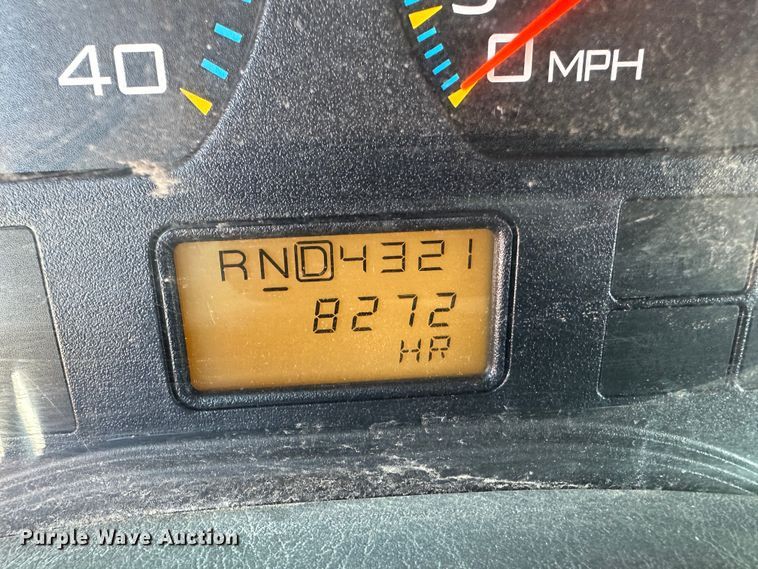 40
0 MPH
RND4321
8272
HR
Purple Wave Auction